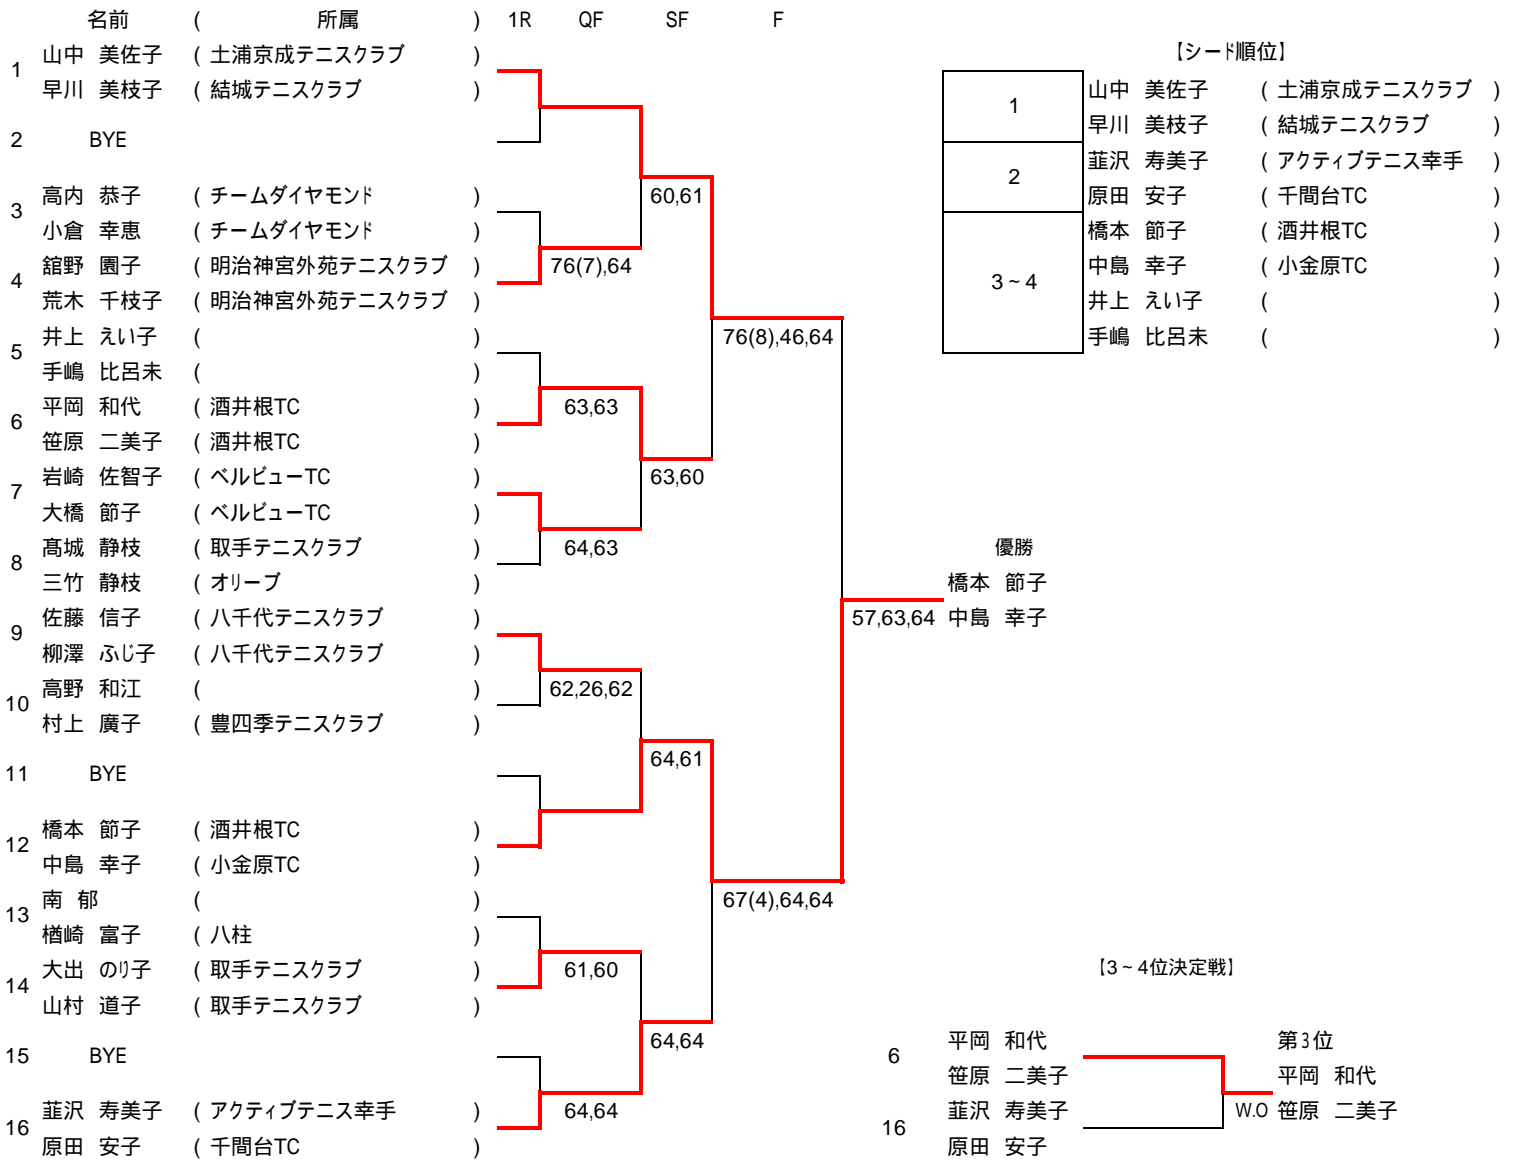 名前 ( 所属 ) 1R QF SF F
1 山中 美佐子 ( 土浦京成テニスクラブ )
早川 美枝子 ( 結城テニスクラブ )
2 BYE
3 高内 恭子 ( チームダイヤモンド )
小倉 幸恵 ( チームダイヤモンド )
4 舘野 園子 ( 明治神宮外苑テニスクラブ )
荒木 千枝子 ( 明治神宮外苑テニスクラブ )
5 井上 えい子 ( )
手嶋 比呂未 ( )
6 平岡 和代 ( 酒井根TC )
笹原 二美子 ( 酒井根TC )
7 岩崎 佐智子 ( ベルビューTC )
大橋 節子 ( ベルビューTC )
8 髙城 静枝 ( 取手テニスクラブ )
三竹 静枝 ( オリーブ )
9 佐藤 信子 ( 八千代テニスクラブ )
柳澤 ふじ子 ( 八千代テニスクラブ )
10 高野 和江 ( )
村上 廣子 ( 豊四季テニスクラブ )
11 BYE
12 橋本 節子 ( 酒井根TC )
中島 幸子 ( 小金原TC )
13 南 郁 ( )
楢崎 富子 ( 八柱 )
14 大出 のり子 ( 取手テニスクラブ )
山村 道子 ( 取手テニスクラブ )
15 BYE
16 韮沢 寿美子 ( アクティブテニス幸手 )
原田 安子 ( 千間台TC )
76(7),64
63,63
64,63
62,26,62
61,60
64,64
60,61
63,60
64,61
64,64
76(8),46,64
67(4),64,64
57,63,64
優勝
橋本 節子
中島 幸子
【シード順位】
1 山中 美佐子 ( 土浦京成テニスクラブ )
早川 美枝子 ( 結城テニスクラブ )
2 韮沢 寿美子 ( アクティブテニス幸手 )
原田 安子 ( 千間台TC )
3~4 橋本 節子 ( 酒井根TC )
中島 幸子 ( 小金原TC )
井上 えい子 ( )
手嶋 比呂未 ( )
【3~4位決定戦】
6 平岡 和代
笹原 二美子
16 韮沢 寿美子
原田 安子
第3位
平岡 和代
W.O 笹原 二美子